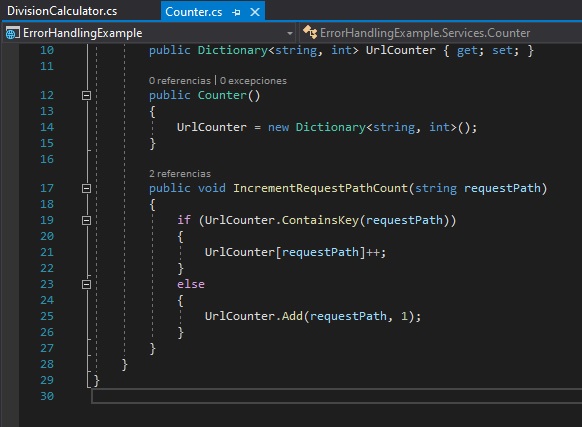 DivisionCalculator.cs Counter.cs
ErrorHandlingExample ErrorHandlingExample.Services.Counter
10 public Dictionary<string, int> UrlCounter { get; set; }
11
0 referencias | 0 excepciones
12 public Counter()
13 {
14 UrlCounter = new Dictionary<string, int>();
15 }
16
2 referencias
17 public void IncrementRequestPathCount(string requestPath)
18 {
19 if (UrlCounter.ContainsKey(requestPath))
20 {
21 UrlCounter[requestPath]++;
22 }
23 else
24 {
25 UrlCounter.Add(requestPath, 1);
26 }
27 }
28 }
29 }
30